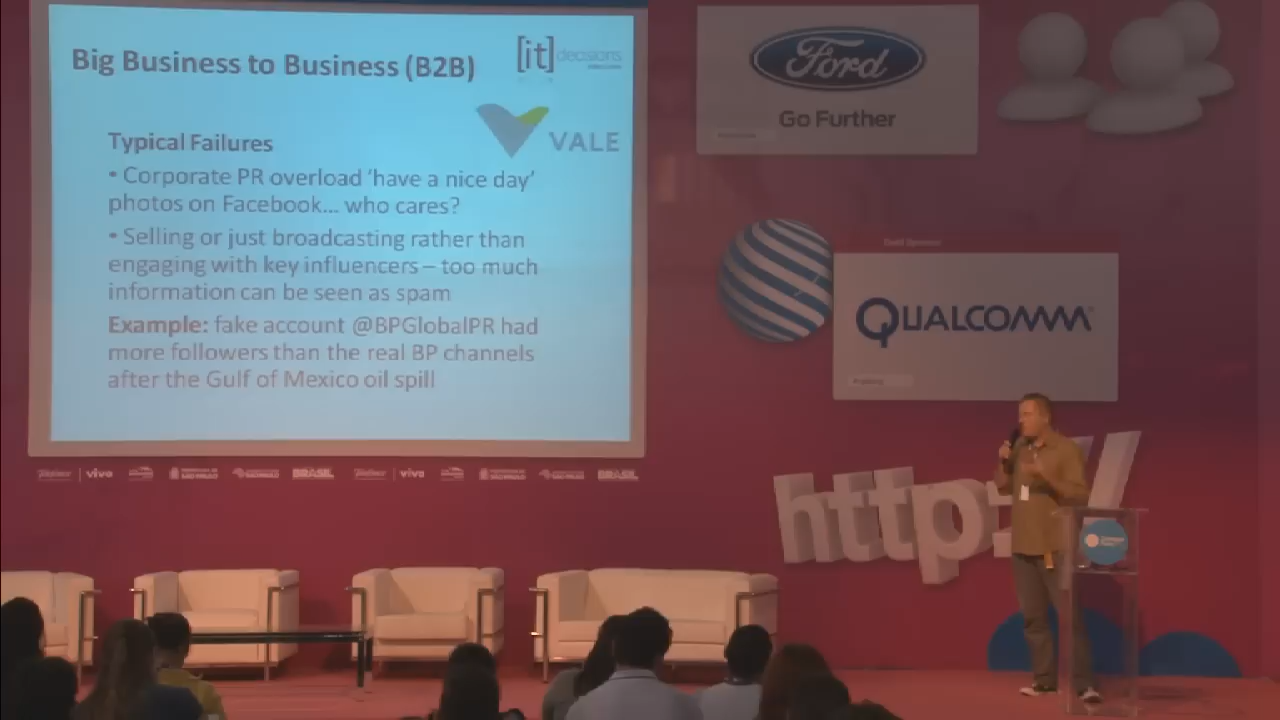 Big Business to Business (B2B)
[it] decisions
VALE
Typical Failures
• Corporate PR overload ‘have a nice day’
photos on Facebook... who cares?
• Selling or just broadcasting rather than
engaging with key influencers – too much
information can be seen as spam
Example: fake account @BPGlobalPR had
more followers than the real BP channels
after the Gulf of Mexico oil spill
Ford
Go Further
QUALCOMM
http:/
vivo
BRASIL
vivo
BRASIL